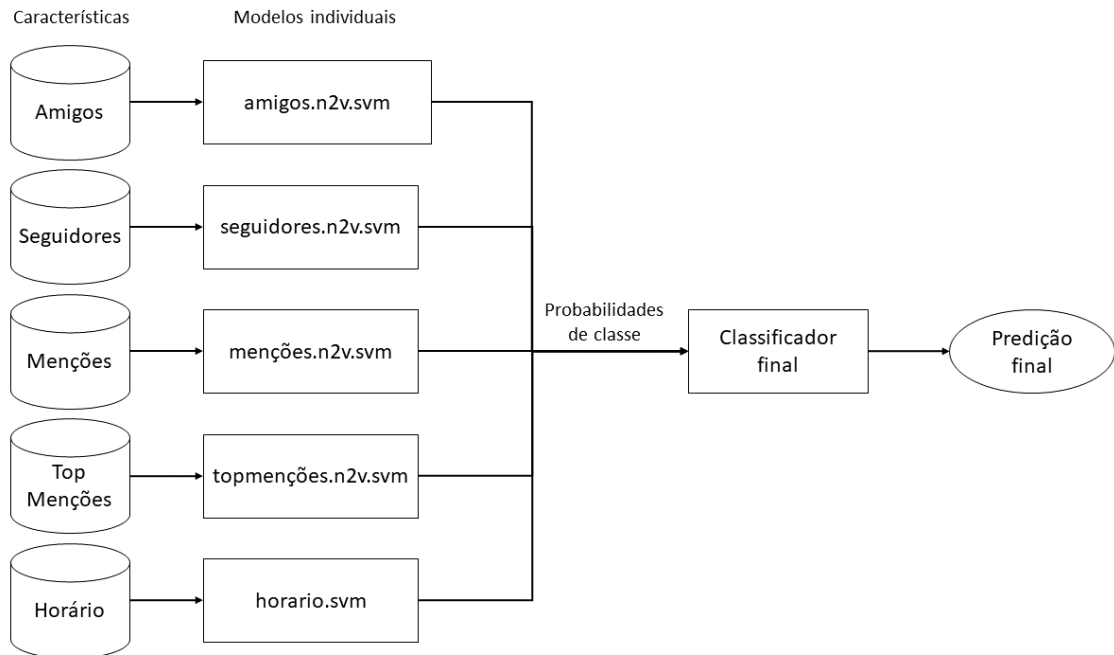 Características
Modelos individuais
Amigos
amigos.n2v.svm
Seguidores
seguidores.n2v.svm
Menções
menções.n2v.svm
Probabilidades
de classe
Classificador
final
Predição
final
Top
Menções
topmenções.n2v.svm
Horário
horario.svm